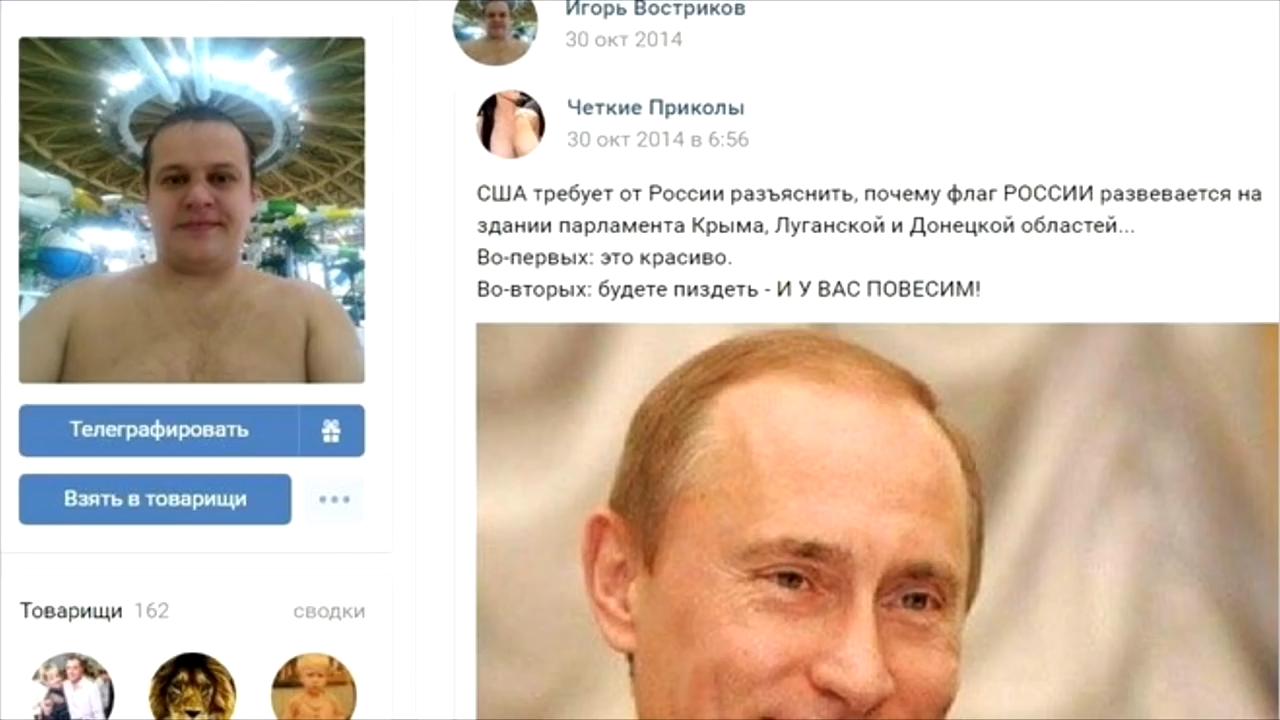 Игорь Востриков
30 окт 2014
Четкие Приколы
30 окт 2014 в 6:56
США требует от России разъяснить, почему флаг РОССИИ развевается на
здании парламента Крыма, Луганской и Донецкой областей...
Во-первых: это красиво.
Во-вторых: будете пиздеть - И У ВАС ПОВЕСИМ!
Телеграфировать
Взять в товарищи
Товарищи 162 сводки